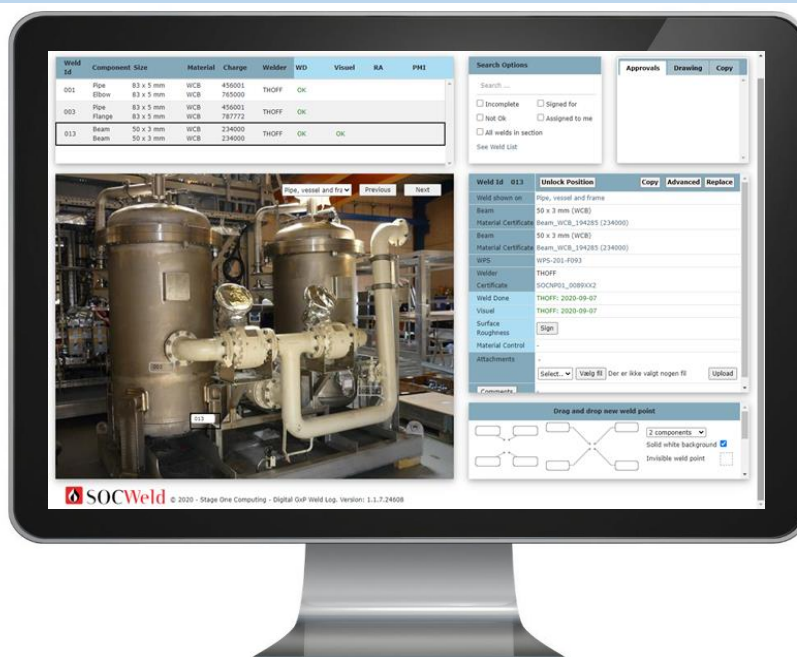 Weld Id Component Size Material Charge Welder WD Visuel RA PMI
001 Pipe 83 x 5 mm WCB 456001 THOFF OK
Elbow 83 x 5 mm WCB 765000
003 Pipe 83 x 5 mm WCB 456001 THOFF OK
Flange 83 x 5 mm WCB 787772
013 Beam 50 x 3 mm WCB 234000 THOFF OK OK
Beam 50 x 3 mm WCB 234000
Search Options
Search ...
Incomplete Signed for
Not Ok Assigned to me
All welds in section
See Weld List
Approvals Drawing Copy
Pipe, vessel and fra Previous Next
013
Weld Id 013 Unlock Position Copy Advanced Replace
Weld shown on Pipe, vessel and frame
Beam 50 x 3 mm (WCB)
Material Certificate Beam_WCB_194285 (234000)
Beam 50 x 3 mm (WCB)
Material Certificate Beam_WCB_194285 (234000)
WPS WPS-201-F093
Welder THOFF
Certificate SOCNP01_0089XX2
Weld Done THOFF: 2020-09-07
Visuel THOFF: 2020-09-07
Surface Roughness Sign
Material Control -
Attachments -
Select... Vælg fil Der er ikke valgt nogen fil Upload
Comments -
Drag and drop new weld point
2 components
Solid white background
Invisible weld point
SOCWeld © 2020 - Stage One Computing - Digital GxP Weld Log. Version: 1.1.7.24608